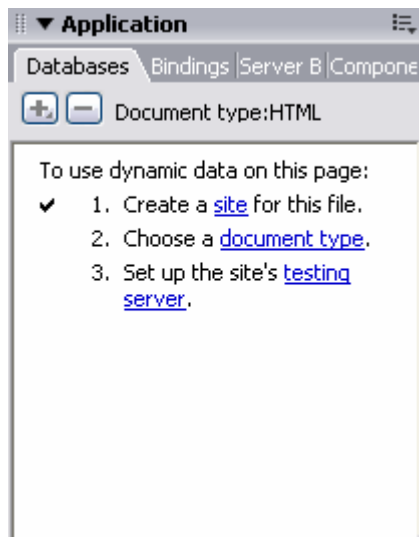 Application
Databases Bindings Server B Compone
Document type:HTML
To use dynamic data on this page:
1. Create a site for this file.
2. Choose a document type.
3. Set up the site's testing
server.